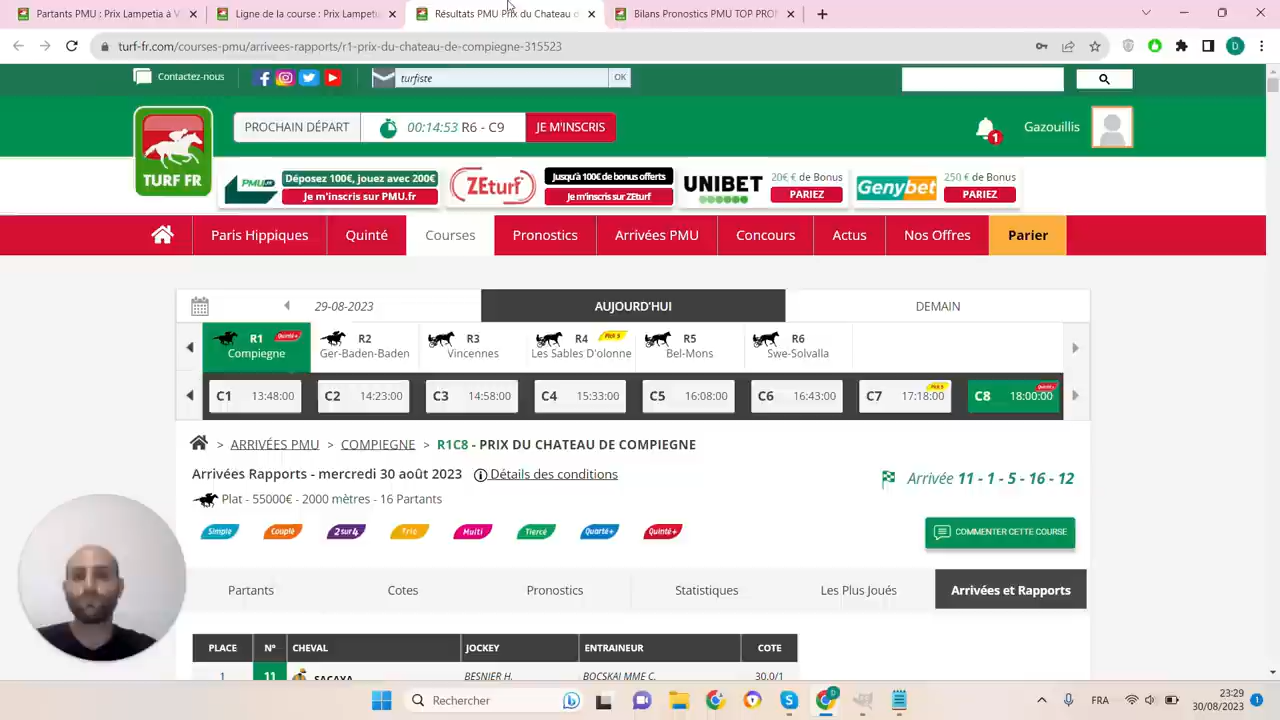 Partants PMU : Prix Lampetia à V
Ligne de la course : Prix Lampeti
Résultats PMU Prix du Chateau d
Bilans Pronostics PMU TOP PRO
turf-fr.com/courses-pmu/arrivees-rapports/r1-prix-du-chateau-de-compiegne-315523
D
Contactez-nous
turfiste
OK
TURF FR
PROCHAIN DÉPART
00:14:53 R6 - C9
JE M'INSCRIS
1
Gazouillis
PMU
Déposez 100€, jouez avec 200€
Je m'inscris sur PMU.fr
ZEturf
Jusqu'à 100€ de bonus offerts
Je m'inscris sur ZEturf
UNIBET
20€ € de Bonus
PARIEZ
Genybet
250 € de Bonus
PARIEZ
Paris Hippiques
Quinté
Courses
Pronostics
Arrivées PMU
Concours
Actus
Nos Offres
Parier
29-08-2023
AUJOURD'HUI
DEMAIN
R1 Quinté+
Compiegne
R2
Ger-Baden-Baden
R3
Vincennes
R4 Pick 5
Les Sables D'olonne
R5
Bel-Mons
R6
Swe-Solvalla
C1 13:48:00
C2 14:23:00
C3 14:58:00
C4 15:33:00
C5 16:08:00
C6 16:43:00
C7 17:18:00 Pick 5
C8 18:00:00 Quinté+
> ARRIVÉES PMU > COMPIEGNE > R1C8 - PRIX DU CHATEAU DE COMPIEGNE
Arrivées Rapports - mercredi 30 août 2023 Détails des conditions
Arrivée 11 - 1 - 5 - 16 - 12
Plat - 55000€ - 2000 mètres - 16 Partants
Simple Couplé 2sur4 Trio Multi Tiercé Quarté+ Quinté+
COMMENTER CETTE COURSE
Partants
Cotes
Pronostics
Statistiques
Les Plus Joués
Arrivées et Rapports
PLACE N° CHEVAL JOCKEY ENTRAINEUR COTE
1 11 SACAYA BESNIER H. BOCSKAI MME C. 30.0/1
Rechercher
FRA
23:29
30/08/2023
1